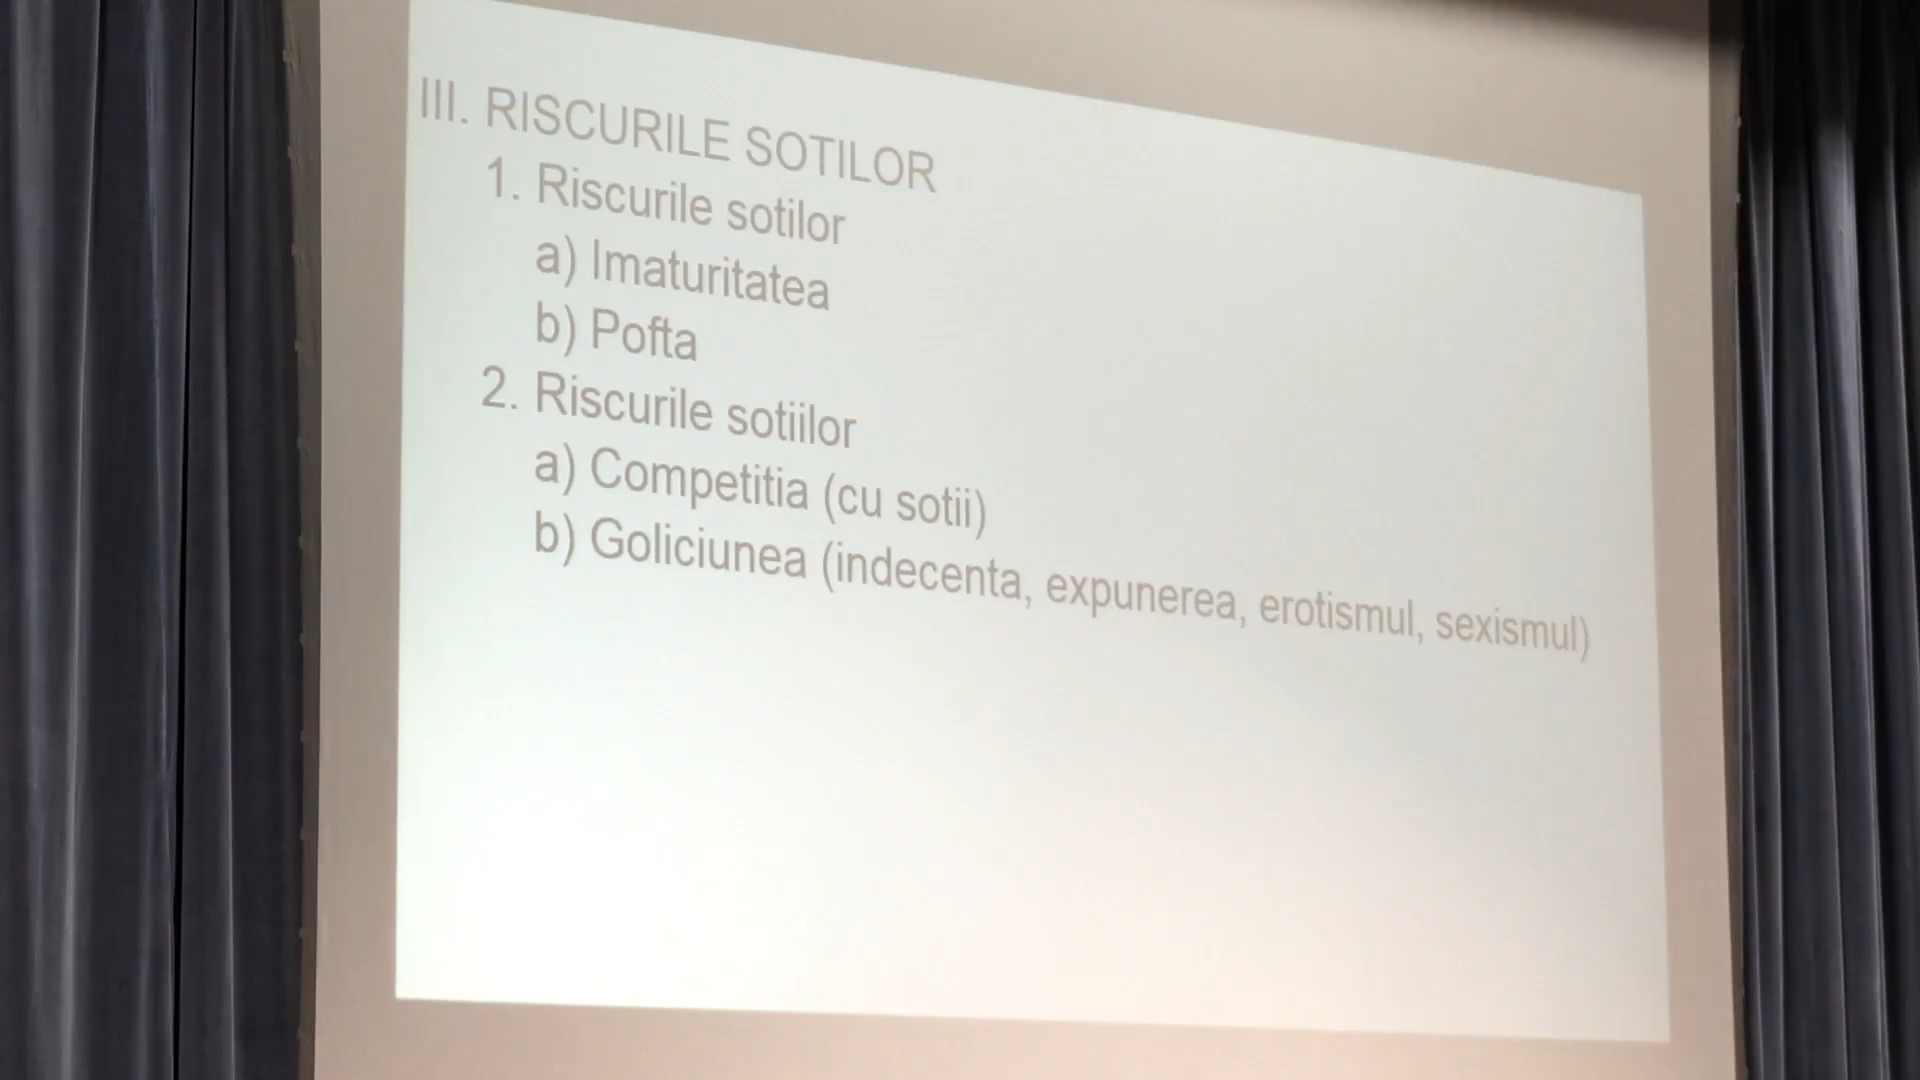 III. RISCURILE SOTILOR
1. Riscurile sotilor
a) Imaturitatea
b) Pofta
2. Riscurile sotiilor
a) Competitia (cu sotii)
b) Goliciunea (indecenta, expunerea, erotismul, sexismul)